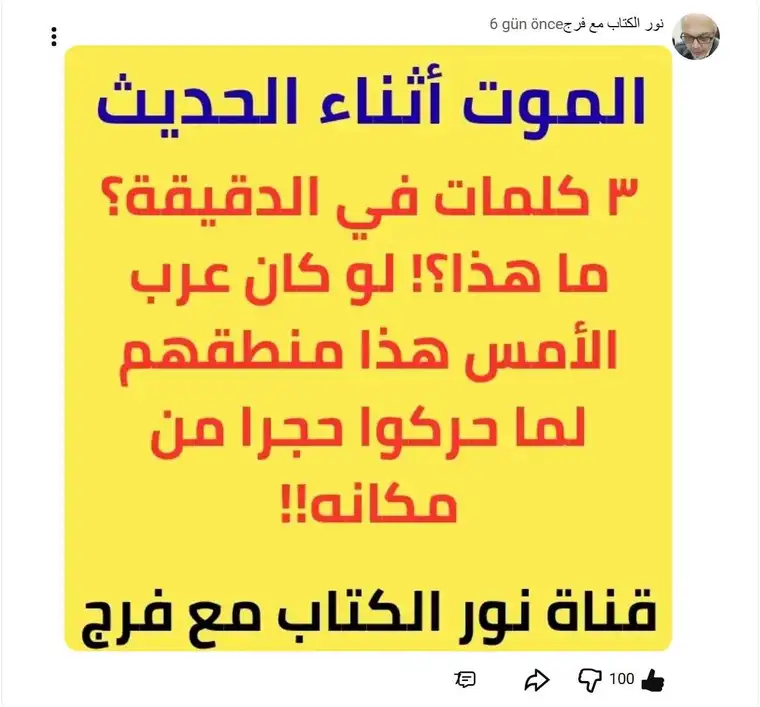 نور الكتاب مع فرج 6 gün önce
الموت أثناء الحديث
٣ كلمات في الدقيقة؟
ما هذا؟! لو كان عرب
الأمس هذا منطقهم
لما حركوا حجرا من
مكانه!!
قناة نور الكتاب مع فرج
100
7